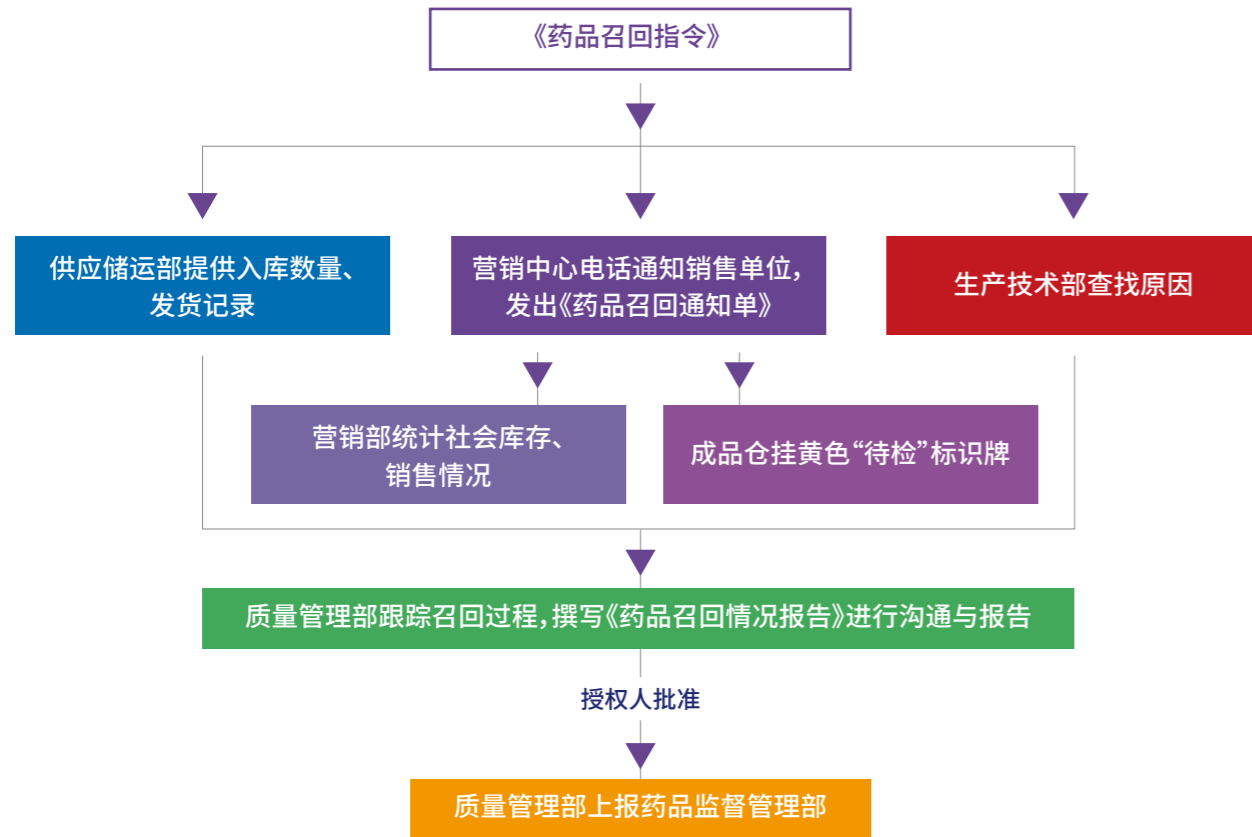 《药品召回指令》
供应储运部提供入库数量、
发货记录
营销中心电话通知销售单位，
发出《药品召回通知单》
生产技术部查找原因
营销部统计社会库存、
销售情况
成品仓挂黄色“待检”标识牌
质量管理部跟踪召回过程，撰写《药品召回情况报告》进行沟通与报告
授权人批准
质量管理部上报药品监督管理部